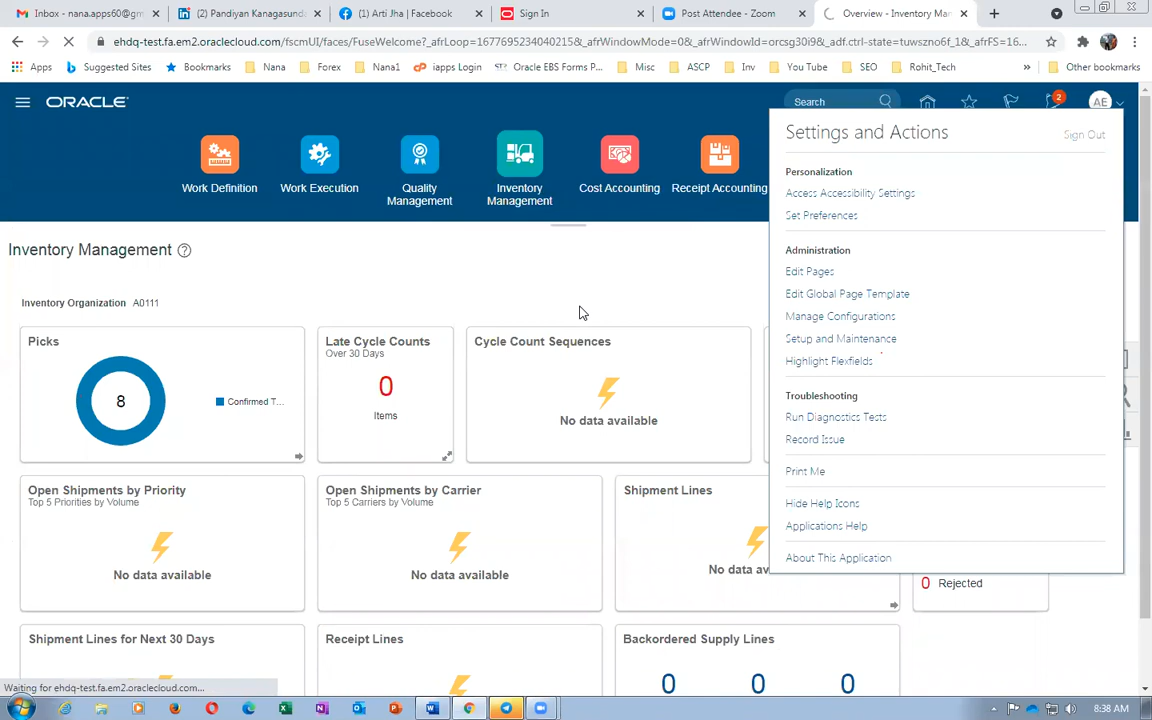 Inbox - nana.apps60@gm
(1) Pandiyan Kanagasund
(1) Arti Jha | Facebook
Sign In
Post Attendee - Zoom
Overview - Inventory Man
ehdq-test.fa.em2.oraclecloud.com/fscmUI/faces/FuseWelcome?_afrLoop=1677695234040215&_afrWindowMode=0&_afrWindowId=orcsg30i9&_adf.ctrl-state=tuwszno6f_1&_afrFS=16...
Apps
Suggested Sites
Bookmarks
Nana
Forex
Nana1
iapps Login
Oracle EBS Forms P...
Misc
ASCP
Inv
You Tube
SEO
Rohit_Tech
»
Other bookmarks
ORACLE
Search
2
AE
Work Definition
Work Execution
Quality
Management
Inventory
Management
Cost Accounting
Receipt Accounting
Settings and Actions
Sign Out
Personalization
Access Accessibility Settings
Set Preferences
Administration
Edit Pages
Edit Global Page Template
Manage Configurations
Setup and Maintenance
Highlight Flexfields
Troubleshooting
Run Diagnostics Tests
Record Issue
Print Me
Hide Help Icons
Applications Help
About This Application
Inventory Management
Inventory Organization A0111
Picks
8
Confirmed T...
Late Cycle Counts
Over 30 Days
0
Items
Cycle Count Sequences
No data available
Open Shipments by Priority
Top 5 Priorities by Volume
No data available
Open Shipments by Carrier
Top 5 Carriers by Volume
No data available
Shipment Lines
No data
0 Rejected
Shipment Lines for Next 30 Days
Receipt Lines
Backordered Supply Lines
0 0 0
Waiting for ehdq-test.fa.em2.oraclecloud.com...
8:38 AM